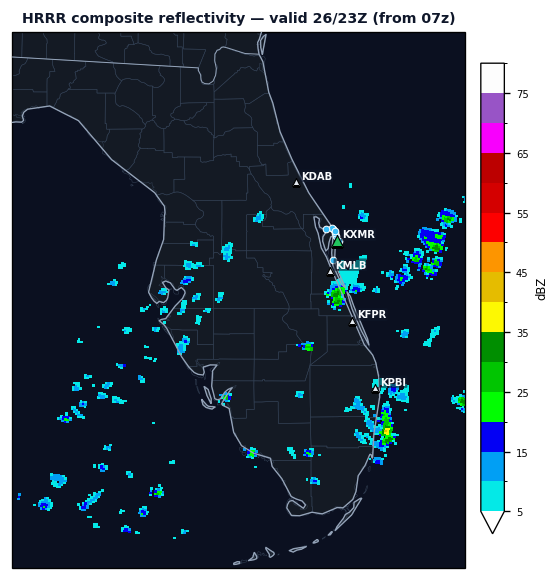 HRRR composite reflectivity — valid 26/23Z (from 07z)
KDAB
KXMR
KMLB
KFPR
KPBI
75
65
55
45
35
25
15
5
dBZ